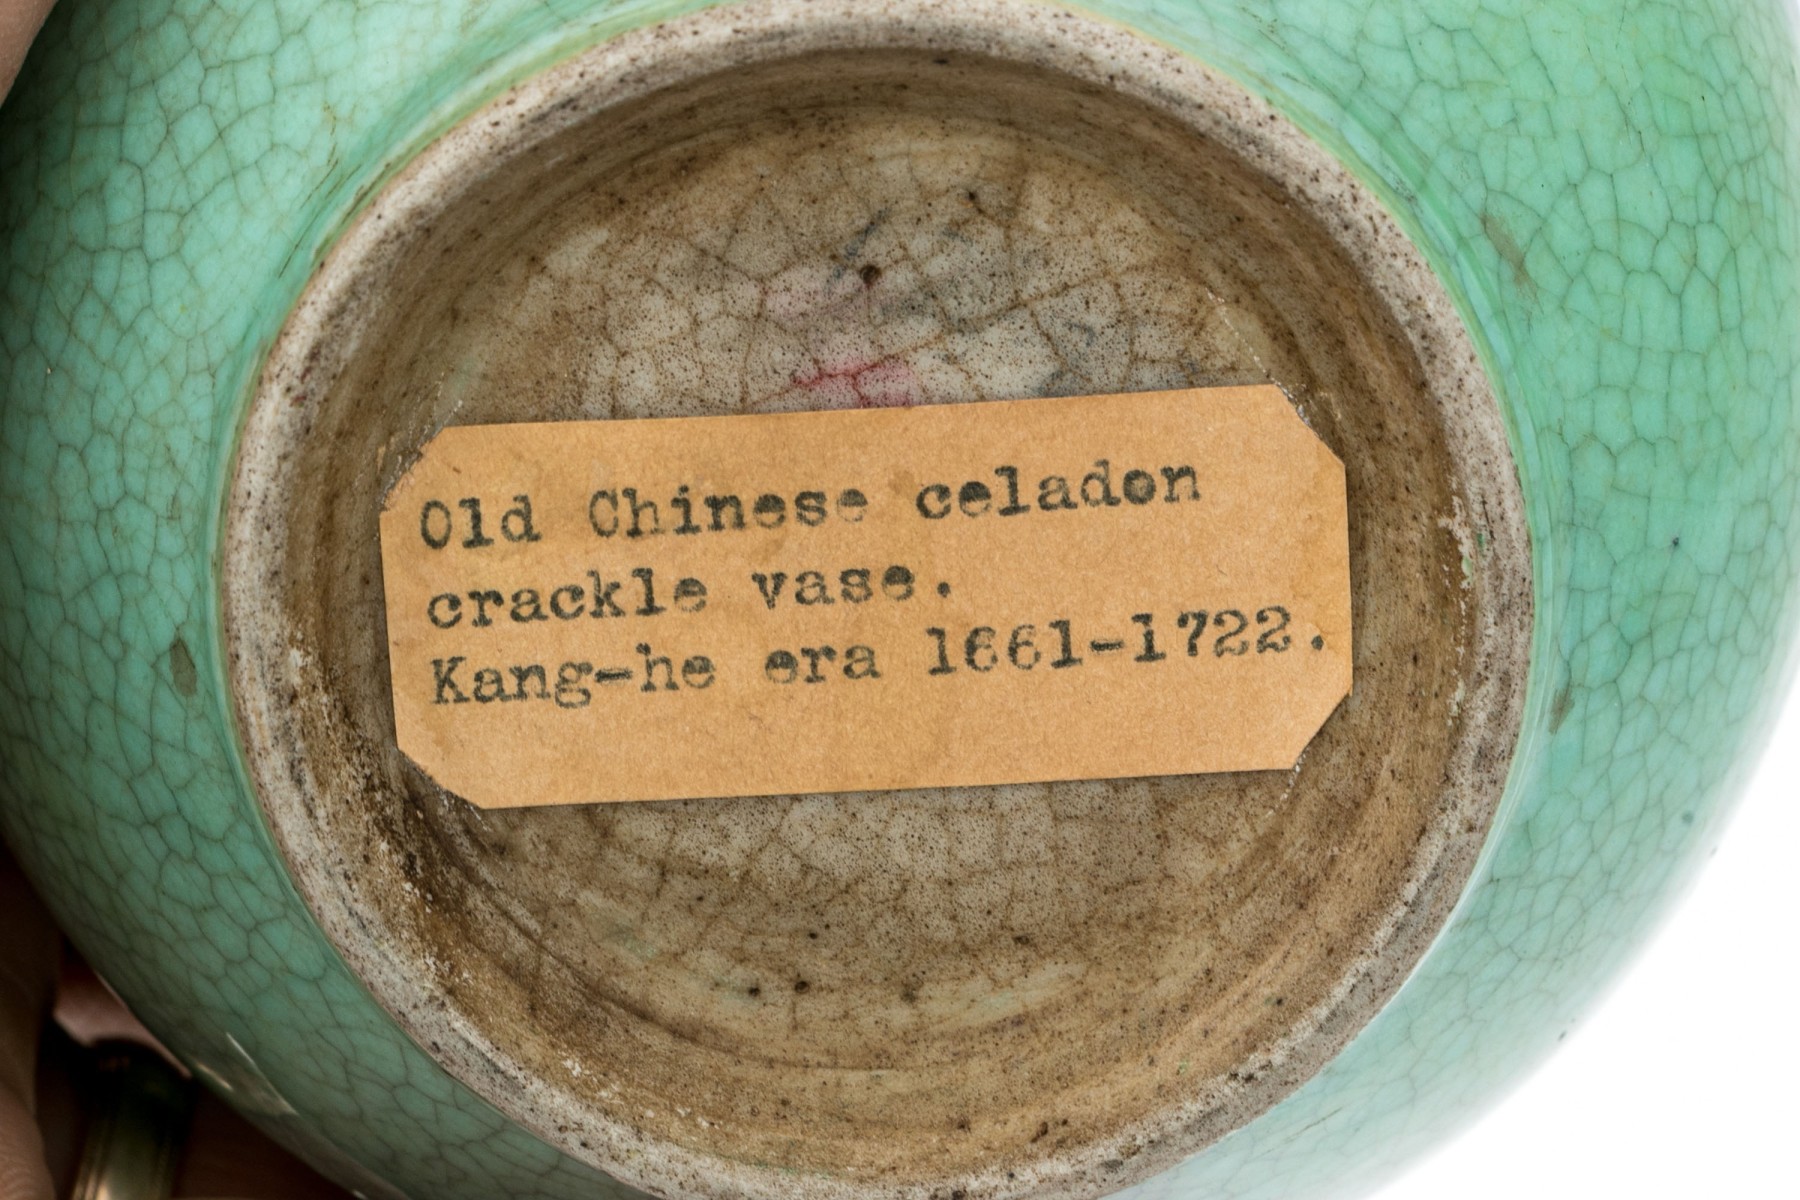 Old Chinese celadon
crackle vase.
Kang-he era 1661-1722.